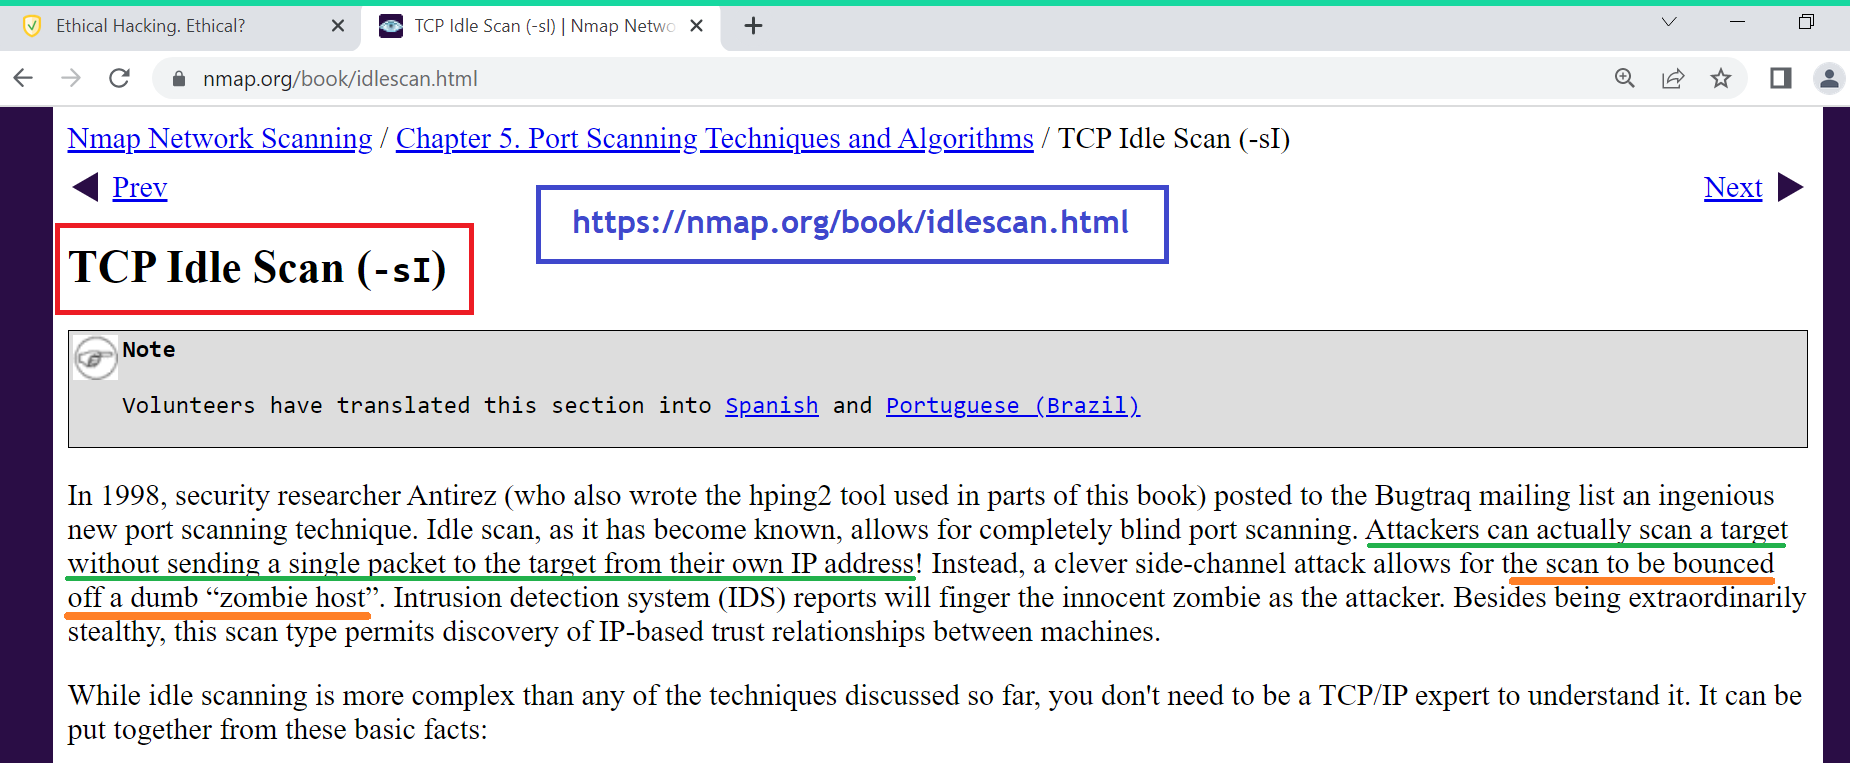 Ethical Hacking. Ethical?
TCP Idle Scan (-sI) | Nmap Netwo
nmap.org/book/idlescan.html
Nmap Network Scanning / Chapter 5. Port Scanning Techniques and Algorithms / TCP Idle Scan (-sI)
Prev
Next
https://nmap.org/book/idlescan.html
TCP Idle Scan (-sI)
Note
Volunteers have translated this section into Spanish and Portuguese (Brazil)
In 1998, security researcher Antirez (who also wrote the hping2 tool used in parts of this book) posted to the Bugtraq mailing list an ingenious
new port scanning technique. Idle scan, as it has become known, allows for completely blind port scanning. Attackers can actually scan a target
without sending a single packet to the target from their own IP address! Instead, a clever side-channel attack allows for the scan to be bounced
off a dumb “zombie host”. Intrusion detection system (IDS) reports will finger the innocent zombie as the attacker. Besides being extraordinarily
stealthy, this scan type permits discovery of IP-based trust relationships between machines.
While idle scanning is more complex than any of the techniques discussed so far, you don't need to be a TCP/IP expert to understand it. It can be
put together from these basic facts: